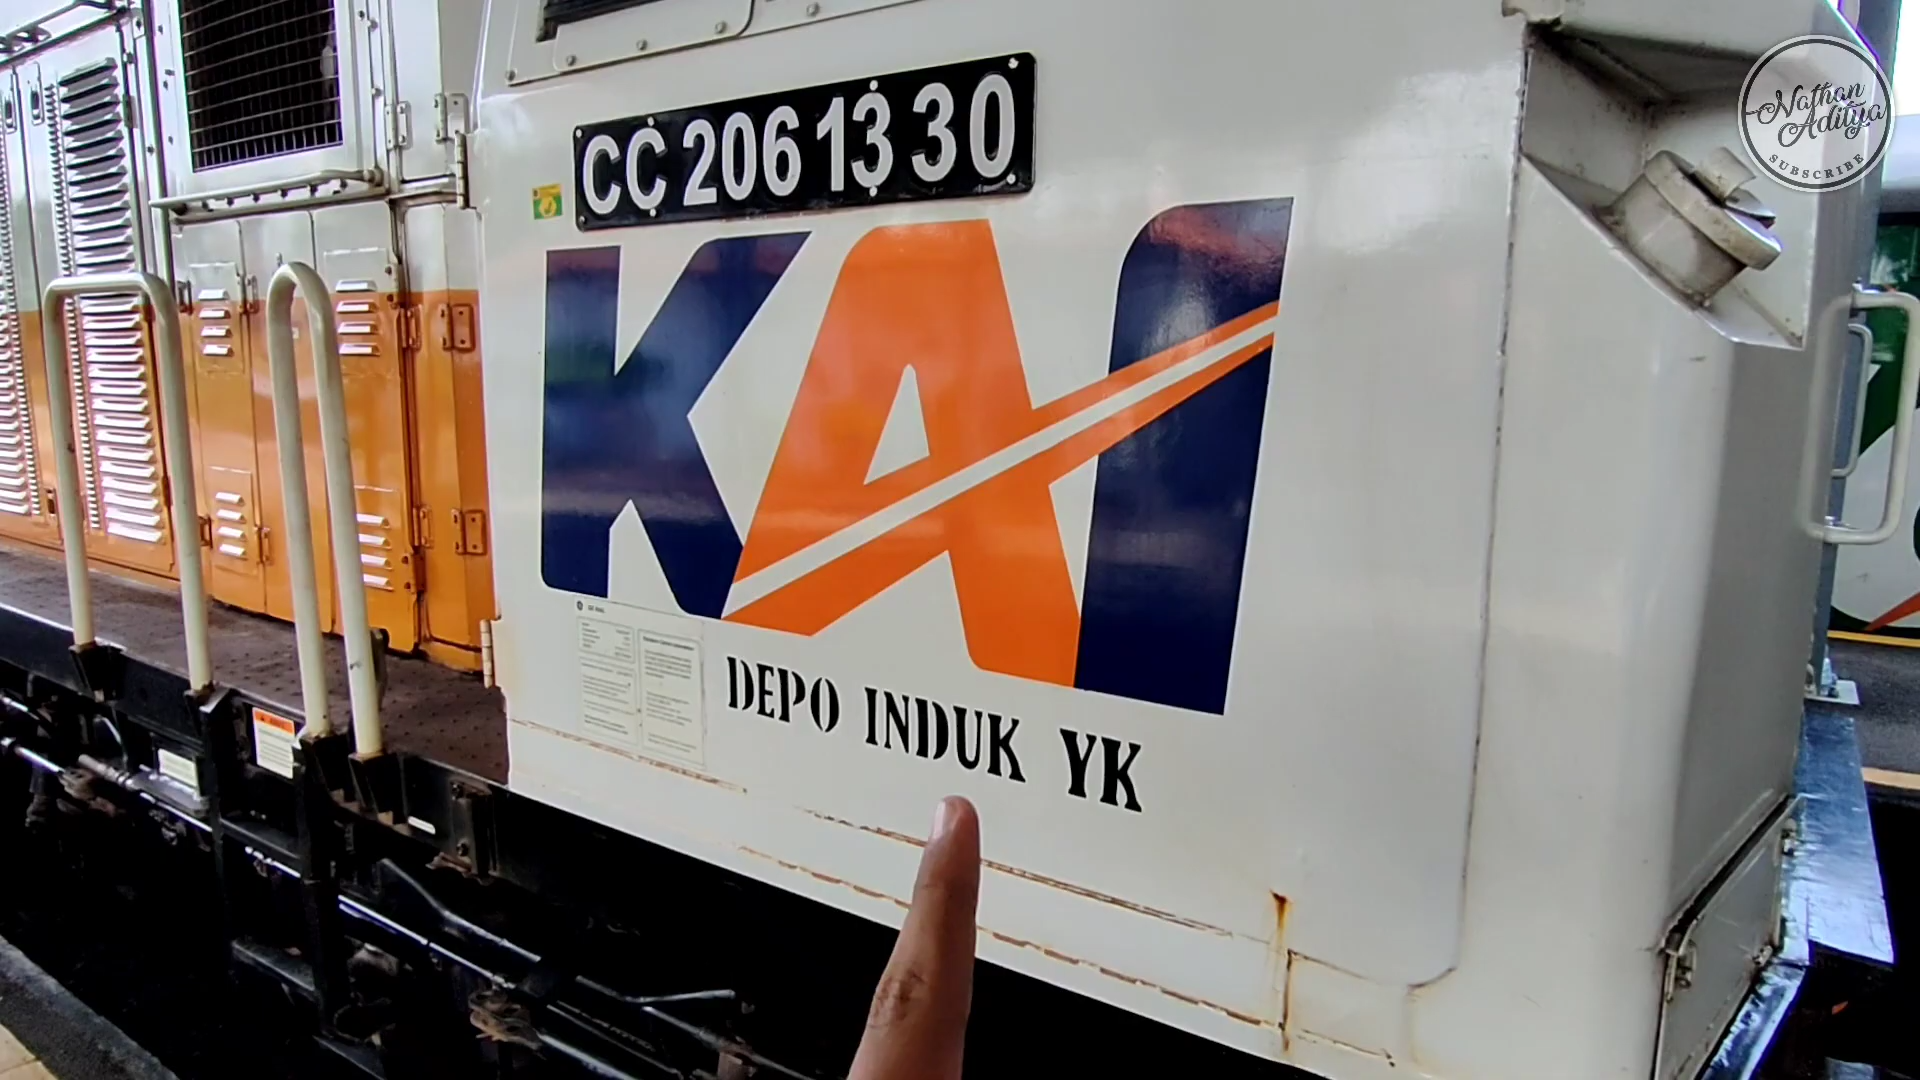 CC 206 13 30
KAI
DEPO INDUK YK
Nathan
Aditya
SUBSCRIBE